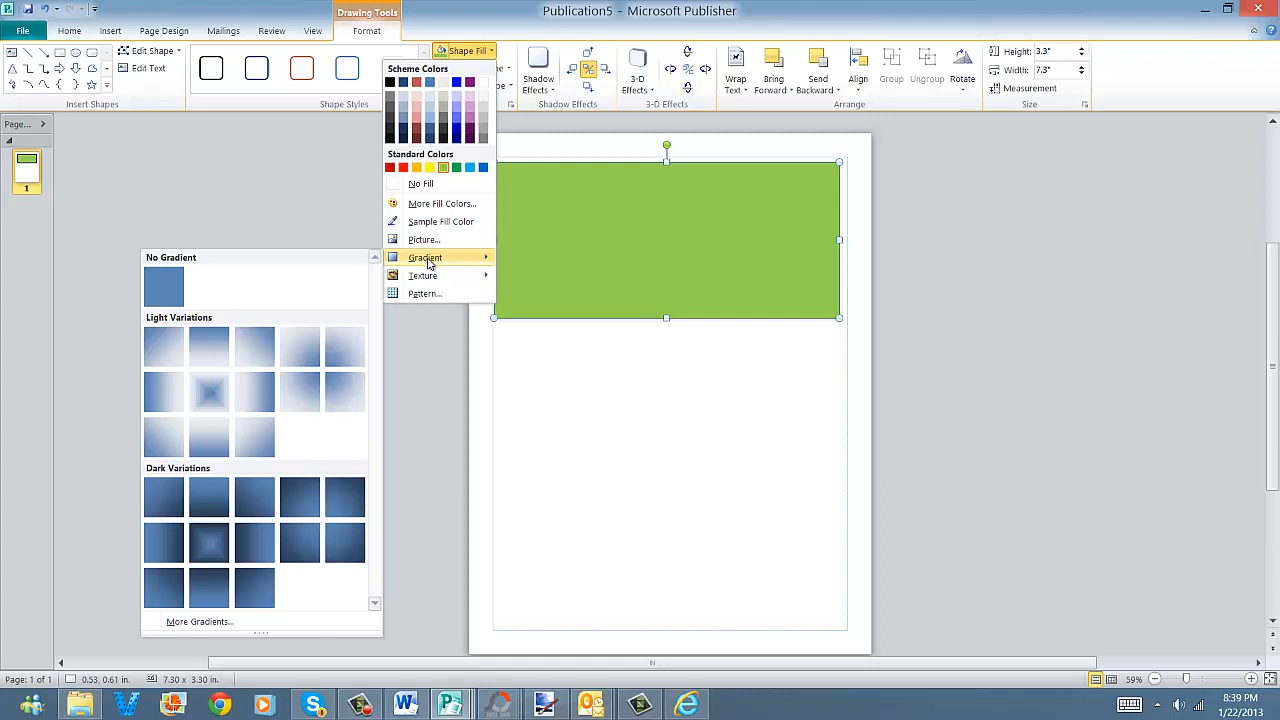 Drawing Tools
Publication5 - Microsoft Publisher
File
Home
Insert
Page Design
Mailings
Review
View
Format
Edit Shape
Edit Text
Insert Shapes
Shape Fill
Shape Styles
Shadow Effects
Shadow Effects
3-D Effects
3-D Effects
Wrap Text
Bring Forward
Send Backward
Align
Group
Ungroup
Rotate
Arrange
Height: 3.3"
Width: 7.3"
Measurement
Size
Page...
1
Scheme Colors
Standard Colors
No Fill
More Fill Colors...
Sample Fill Color
Picture...
Gradient
Texture
Pattern...
No Gradient
Light Variations
Dark Variations
More Gradients...
Page: 1 of 1
0.53, 0.61 in.
7.30 x 3.30 in.
59%
8:39 PM
1/22/2013